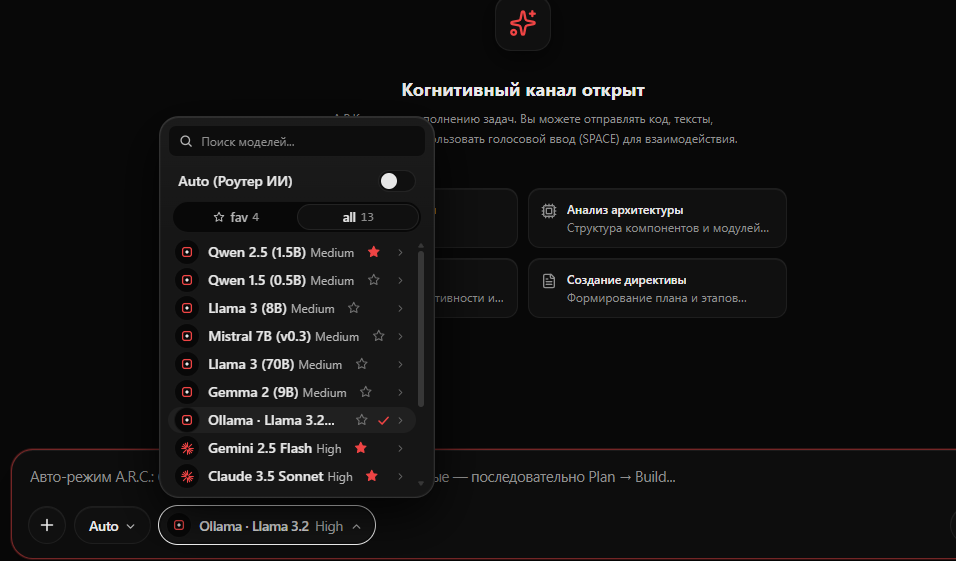 Когнитивный канал открыт
полнению задач. Вы можете отправлять код, тексты,
пользовать голосовой ввод (SPACE) для взаимодействия.
Поиск моделей...
Auto (Роутер ИИ)
fav 4
all 13
Qwen 2.5 (1.5B) Medium
Qwen 1.5 (0.5B) Medium
Llama 3 (8B) Medium
Mistral 7B (v0.3) Medium
Llama 3 (70B) Medium
Gemma 2 (9B) Medium
Ollama · Llama 3.2...
Gemini 2.5 Flash High
Claude 3.5 Sonnet High
Анализ архитектуры
Структура компонентов и модулей...
тивности и...
Создание директивы
Формирование плана и этапов...
Авто-режим A.R.C.:
ые — последовательно Plan → Build...
Auto
Ollama · Llama 3.2 High